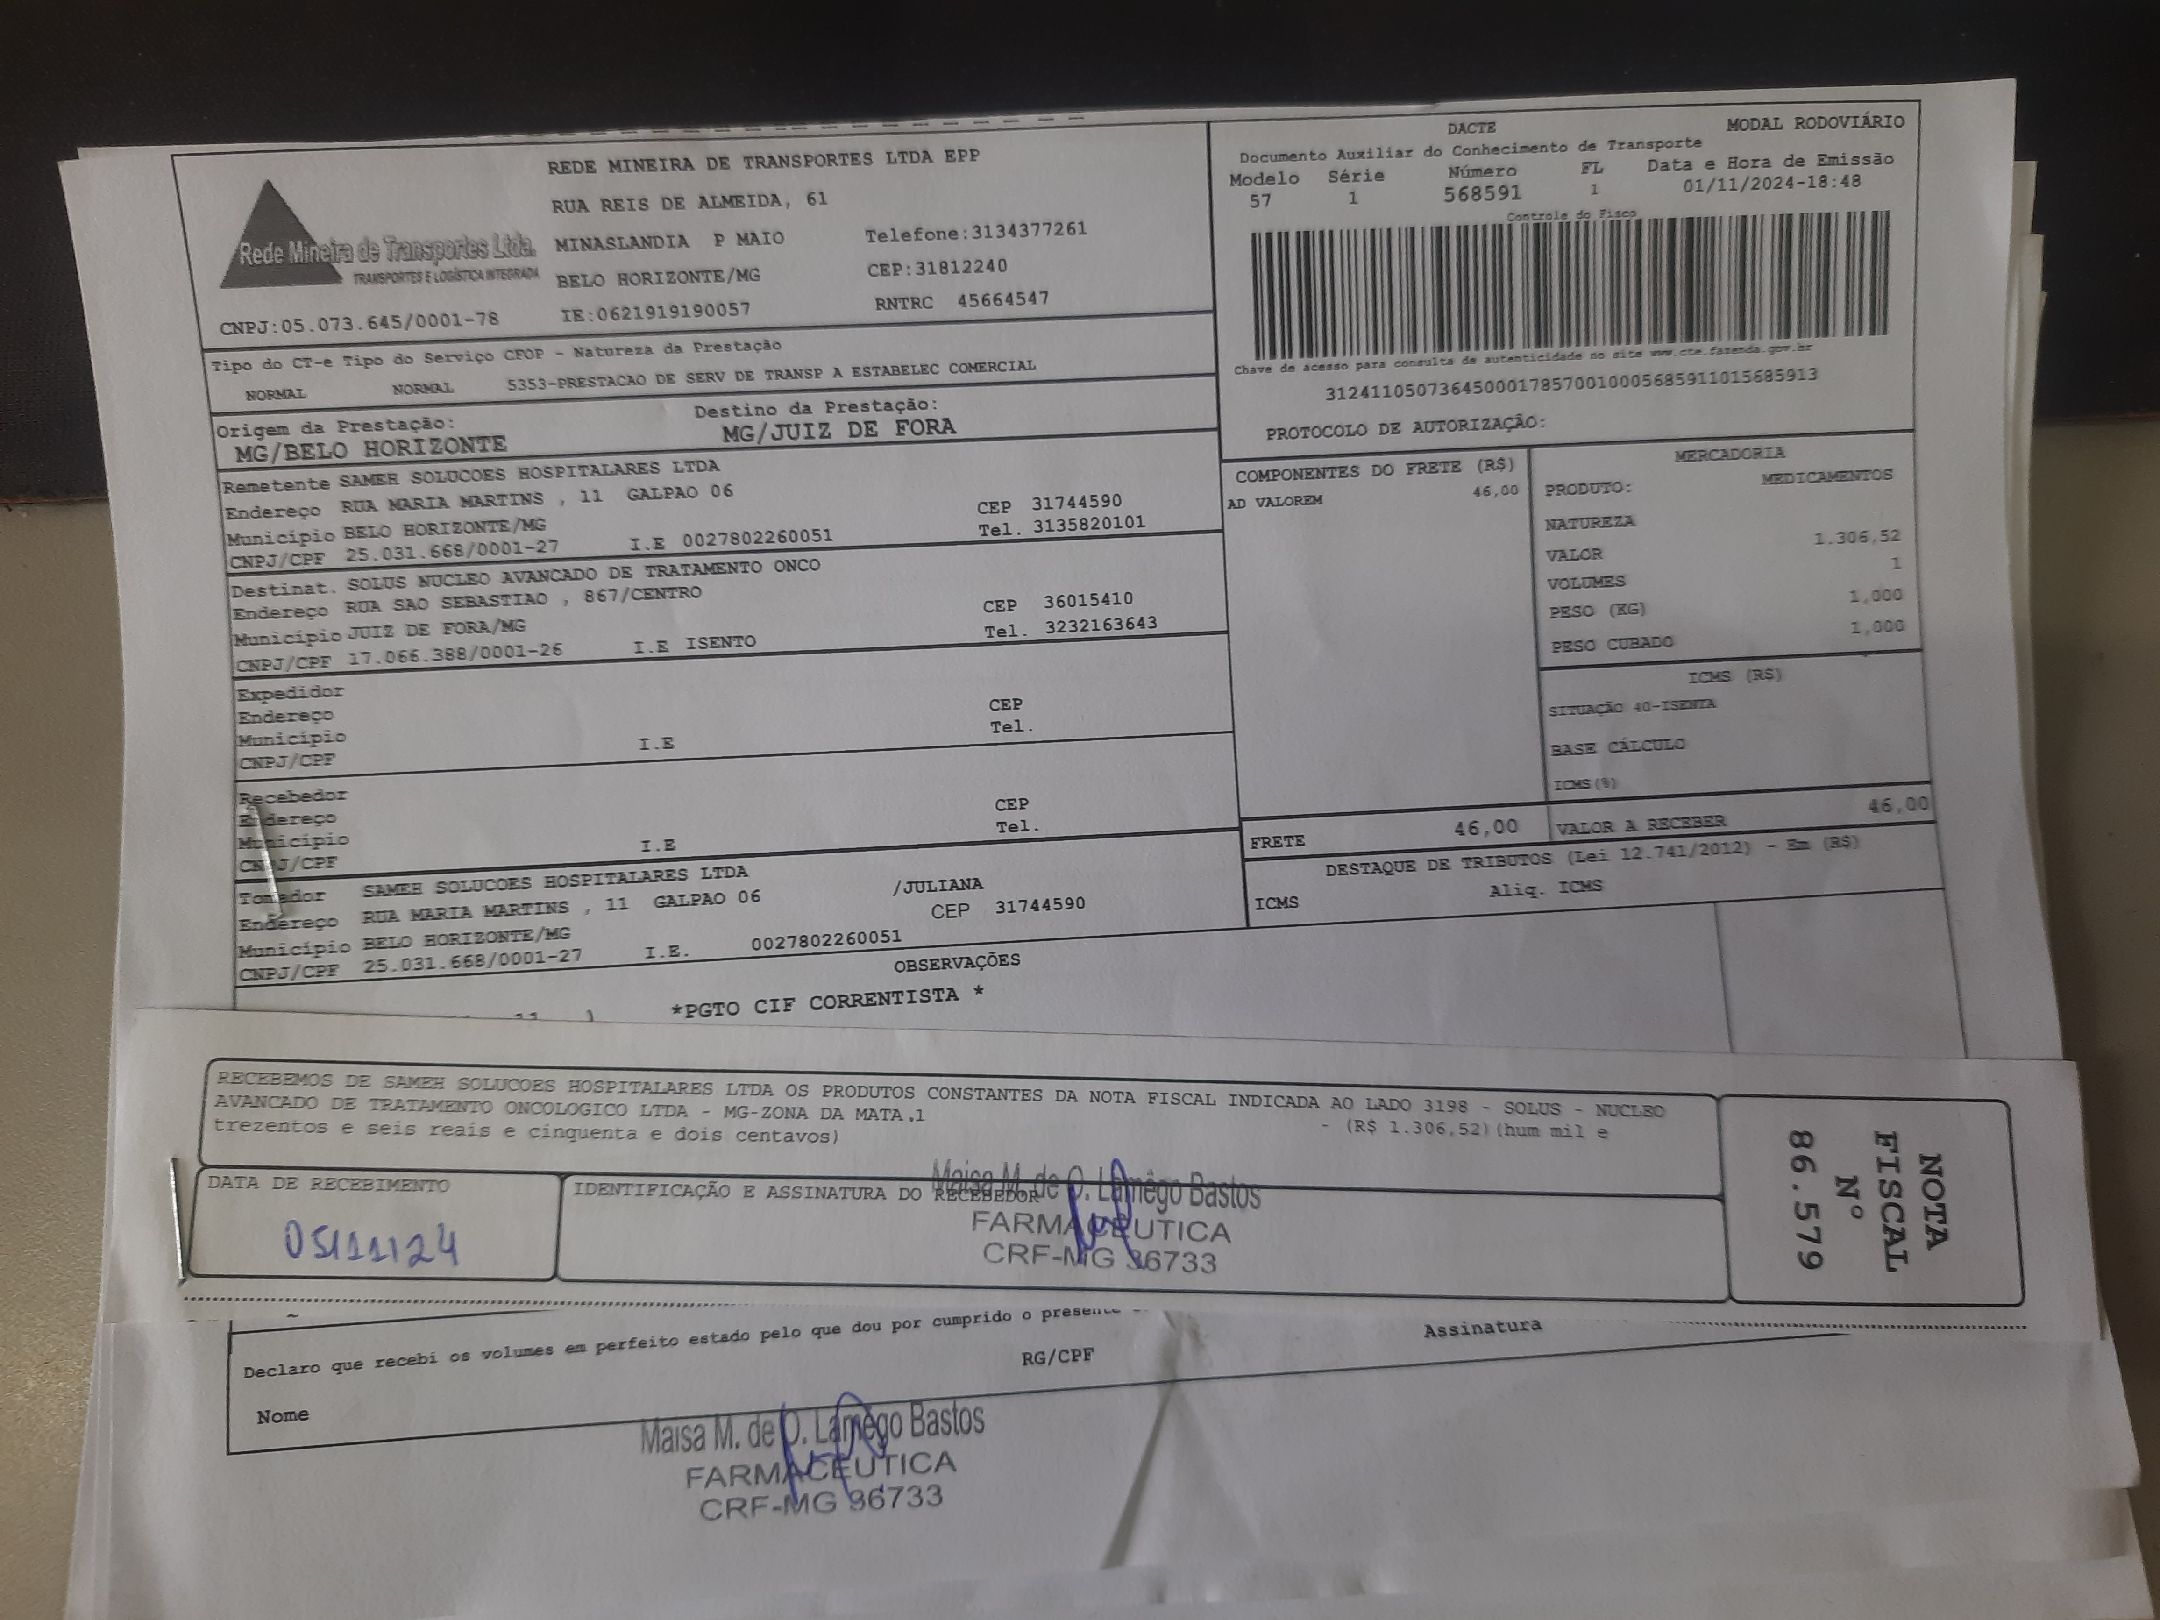 REDE MINEIRA DE TRANSPORTES LTDA EPP
RUA REIS DE ALMEIDA, 61
MINASLANDIA P MAIO Telefone:3134377261
BELO HORIZONTE/MG CEP:31812240
IE:0621919190057 RNTRC 45664547
Rede Mineira de Transportes Ltda.
TRANSPORTES E LOGÍSTICA INTEGRADA
CNPJ:05.073.645/0001-78
DACTE MODAL RODOVIÁRIO
Documento Auxiliar do Conhecimento de Transporte
Modelo Série Número FL Data e Hora de Emissão
57 1 568591 1 01/11/2024-18:48
Controle do Fisco
Chave de acesso para consulta de autenticidade no site www.cte.fazenda.gov.br
31241105073645000178570010005685911015685913
PROTOCOLO DE AUTORIZAÇÃO:
Tipo do CT-e Tipo do Serviço CFOP - Natureza da Prestação
NORMAL NORMAL 5353-PRESTACAO DE SERV DE TRANSP A ESTABELEC COMERCIAL
Origem da Prestação: Destino da Prestação:
MG/BELO HORIZONTE MG/JUIZ DE FORA
Remetente SAMEH SOLUCOES HOSPITALARES LTDA
Endereço RUA MARIA MARTINS , 11 GALPAO 06 CEP 31744590
Município BELO HORIZONTE/MG Tel. 3135820101
CNPJ/CPF 25.031.668/0001-27 I.E 0027802260051
Destinat. SOLUS NUCLEO AVANCADO DE TRATAMENTO ONCO
Endereço RUA SAO SEBASTIAO , 867/CENTRO CEP 36015410
Município JUIZ DE FORA/MG Tel. 3232163643
CNPJ/CPF 17.066.388/0001-26 I.E ISENTO
Expedidor
Endereço CEP
Município Tel.
CNPJ/CPF I.E
Recebedor
Endereço CEP
Município Tel.
CNPJ/CPF I.E
Tomador SAMEH SOLUCOES HOSPITALARES LTDA /JULIANA
Endereço RUA MARIA MARTINS , 11 GALPAO 06 CEP 31744590
Município BELO HORIZONTE/MG
CNPJ/CPF 25.031.668/0001-27 I.E. 0027802260051
COMPONENTES DO FRETE (R$)
AD VALOREM 46,00
MERCADORIA
PRODUTO: MEDICAMENTOS
NATUREZA
VALOR 1.306,52
VOLUMES 1
PESO (KG) 1,000
PESO CUBADO 1,000
ICMS (R$)
SITUAÇÃO 40-ISENTA
BASE CÁLCULO
ICMS(%)
FRETE 46,00 VALOR A RECEBER 46,00
DESTAQUE DE TRIBUTOS (Lei 12.741/2012) - Em (R$)
ICMS Aliq. ICMS
OBSERVAÇÕES
*PGTO CIF CORRENTISTA *
RECEBEMOS DE SAMEH SOLUCOES HOSPITALARES LTDA OS PRODUTOS CONSTANTES DA NOTA FISCAL INDICADA AO LADO 3198 - SOLUS - NUCLEO
AVANCADO DE TRATAMENTO ONCOLOGICO LTDA - MG-ZONA DA MATA,1 - (R$ 1.306,52)(hum mil e
trezentos e seis reais e cinquenta e dois centavos)
NOTA
FISCAL
Nº
86.579
DATA DE RECEBIMENTO
05/11/24
IDENTIFICAÇÃO E ASSINATURA DO RECEBEDOR
Maisa M. de O. Lamêgo Bastos
FARMACEUTICA
CRF-MG 36733
Declaro que recebi os volumes em perfeito estado pelo que dou por cumprido o presente
Nome RG/CPF Assinatura
Maisa M. de O. Lamêgo Bastos
FARMACEUTICA
CRF-MG 36733